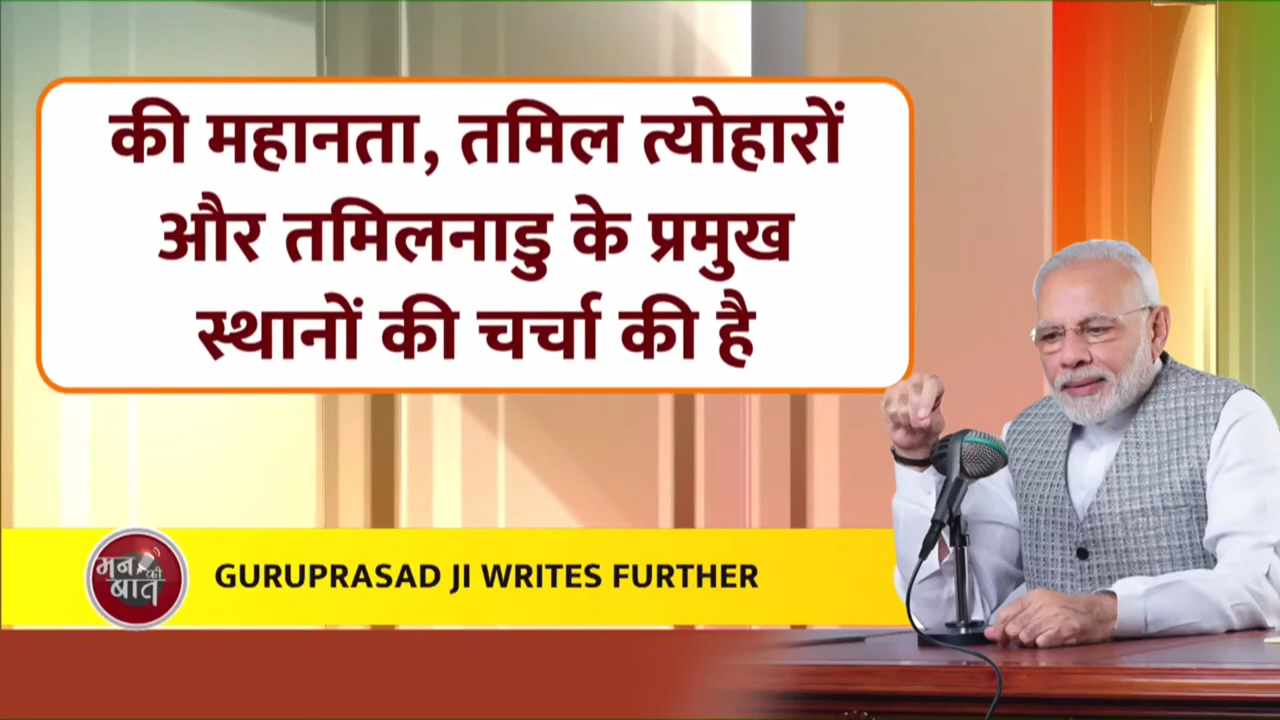 की महानता, तमिल त्योहारों
और तमिलनाडु के प्रमुख
स्थानों की चर्चा की है
मन
की
बात
GURUPRASAD JI WRITES FURTHER